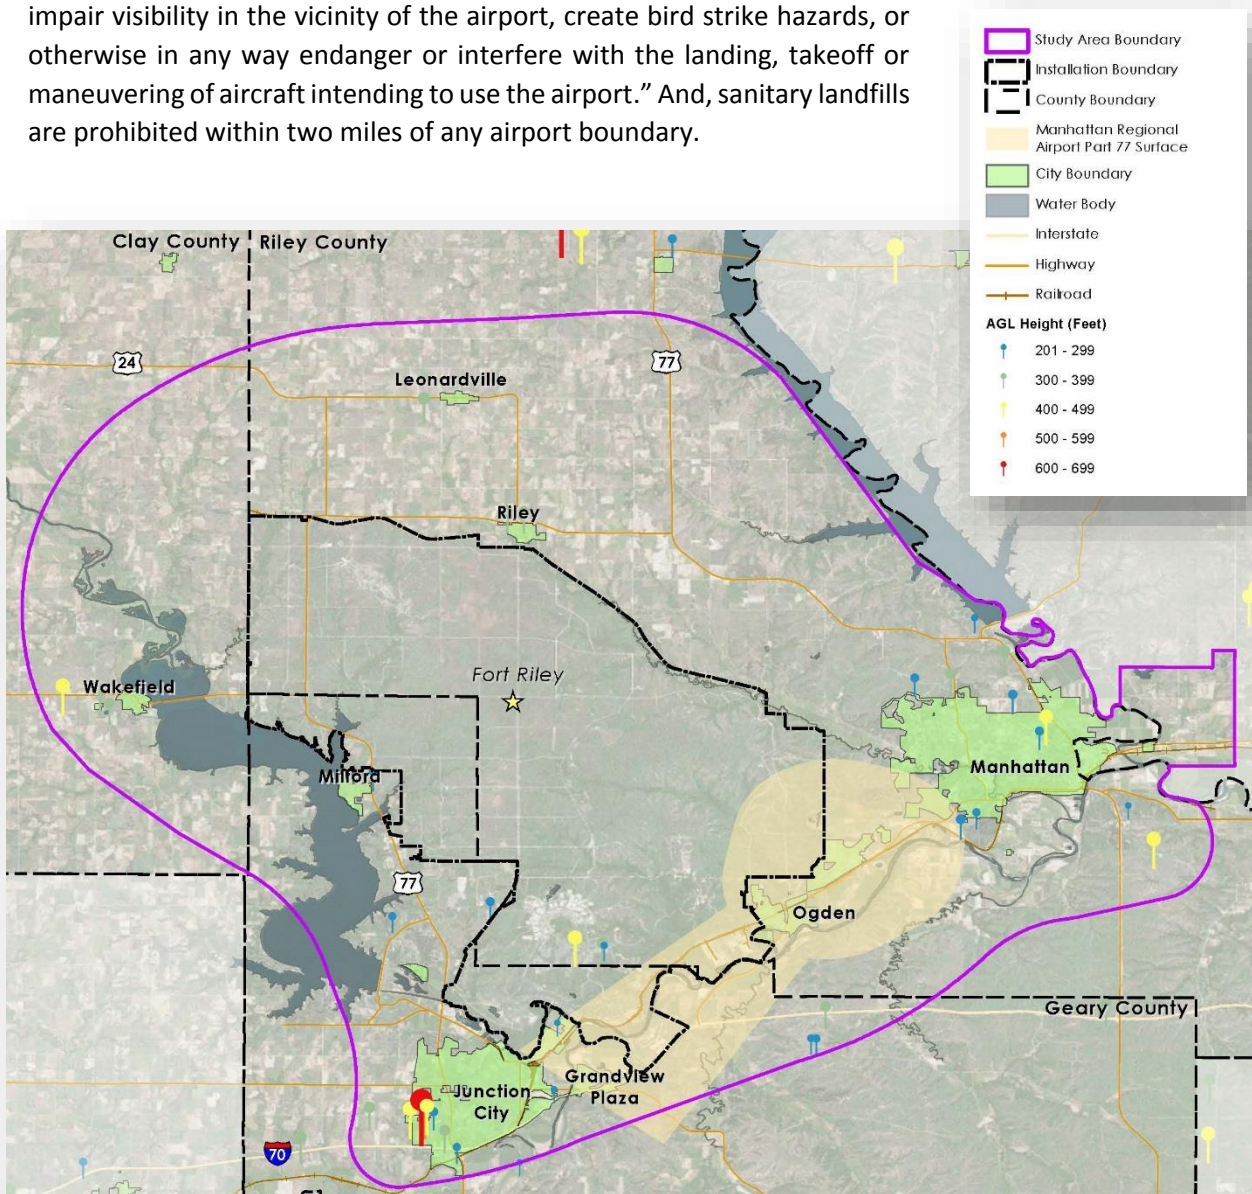 impair visibility in the vicinity of the airport, create bird strike hazards, or
otherwise in any way endanger or interfere with the landing, takeoff or
maneuvering of aircraft intending to use the airport.” And, sanitary landfills
are prohibited within two miles of any airport boundary.
Study Area Boundary
Installation Boundary
County Boundary
Manhattan Regional
Airport Part 77 Surface
City Boundary
Water Body
Interstate
Highway
Railroad
AGL Height (Feet)
201 - 299
300 - 399
400 - 499
500 - 599
600 - 699
Clay County
Riley County
24
77
Leonardville
Riley
Fort Riley
Wakefield
Milford
Manhattan
77
Ogden
Geary County
Grandview
Plaza
Junction
City
70